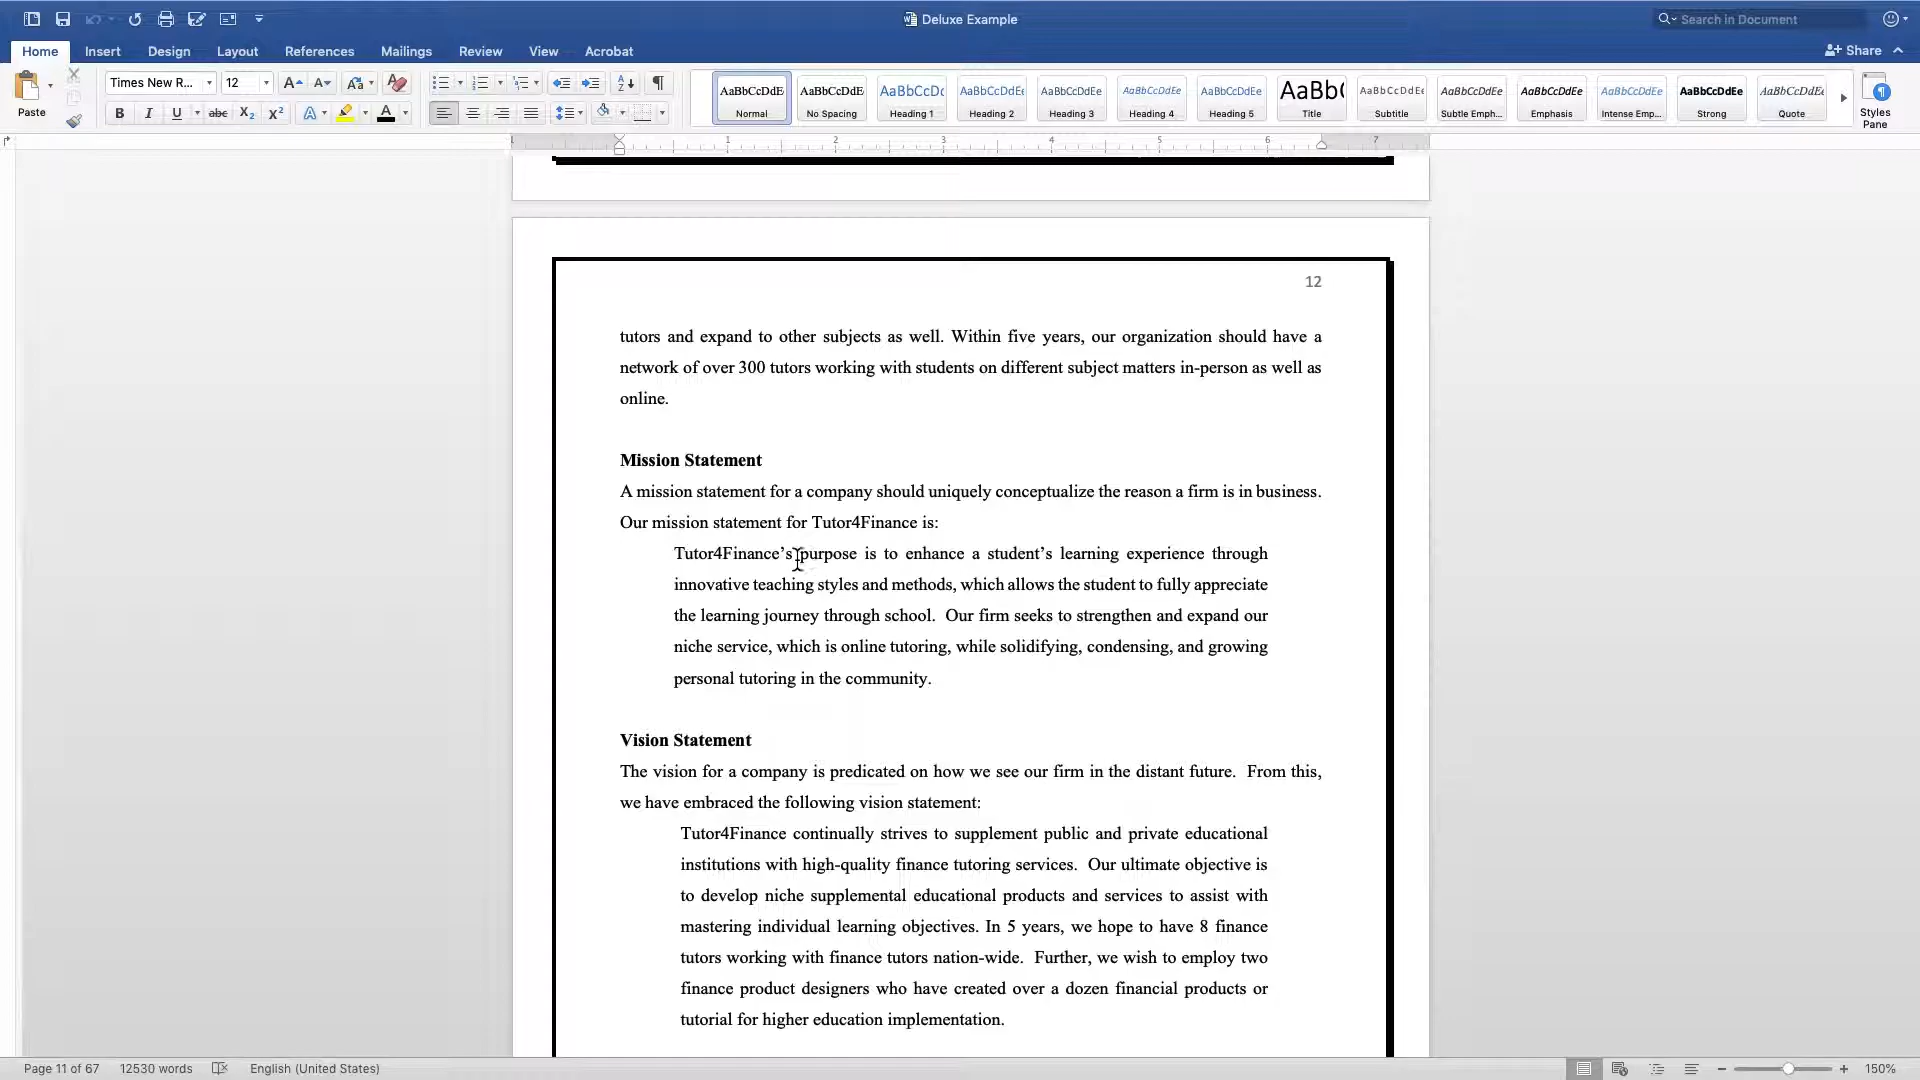 Deluxe Example
Search in Document
Home Insert Design Layout References Mailings Review View Acrobat
Share
Paste
Times New R... 12
AaBbCcDdE AaBbCcDdE AaBbCcDc AaBbCcDdE AaBbCcDdEe AaBbCcDdEe AaBbCcDdEe AaBb( AaBbCcDdEe AaBbCcDdEe AaBbCcDdEe AaBbCcDdEe AaBbCcDdEe AaBbCcDdEe
Normal No Spacing Heading 1 Heading 2 Heading 3 Heading 4 Heading 5 Title Subtitle Subtle Emph... Emphasis Intense Emp... Strong Quote
Styles
Pane
1 1 2 3 4 5 6 7
12
tutors and expand to other subjects as well. Within five years, our organization should have a
network of over 300 tutors working with students on different subject matters in-person as well as
online.
Mission Statement
A mission statement for a company should uniquely conceptualize the reason a firm is in business.
Our mission statement for Tutor4Finance is:
Tutor4Finance’s purpose is to enhance a student’s learning experience through
innovative teaching styles and methods, which allows the student to fully appreciate
the learning journey through school.  Our firm seeks to strengthen and expand our
niche service, which is online tutoring, while solidifying, condensing, and growing
personal tutoring in the community.
Vision Statement
The vision for a company is predicated on how we see our firm in the distant future.  From this,
we have embraced the following vision statement:
Tutor4Finance continually strives to supplement public and private educational
institutions with high-quality finance tutoring services.  Our ultimate objective is
to develop niche supplemental educational products and services to assist with
mastering individual learning objectives. In 5 years, we hope to have 8 finance
tutors working with finance tutors nation-wide.  Further, we wish to employ two
finance product designers who have created over a dozen financial products or
tutorial for higher education implementation.
Page 11 of 67 12530 words English (United States) 150%